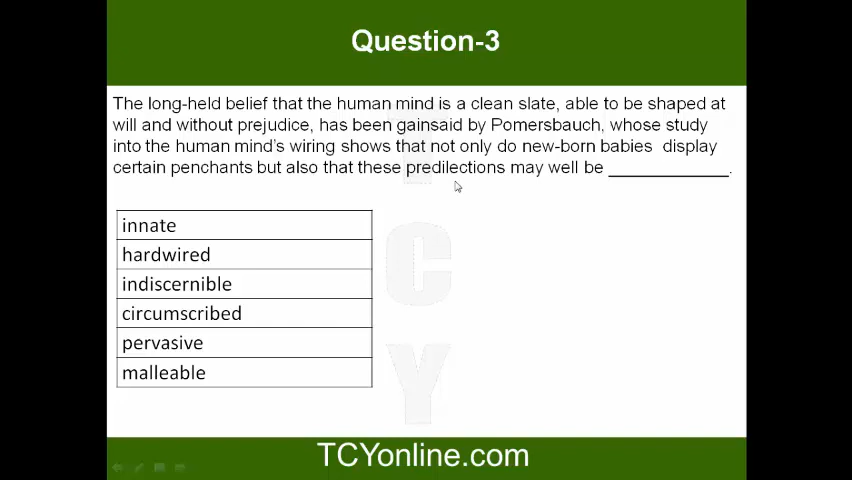 Question-3
The long-held belief that the human mind is a clean slate, able to be shaped at
will and without prejudice, has been gainsaid by Pomersbauch, whose study
into the human mind's wiring shows that not only do new-born babies display
certain penchants but also that these predilections may well be ____________.
innate
hardwired
indiscernible
circumscribed
pervasive
malleable
T
C
Y
TCYonline.com